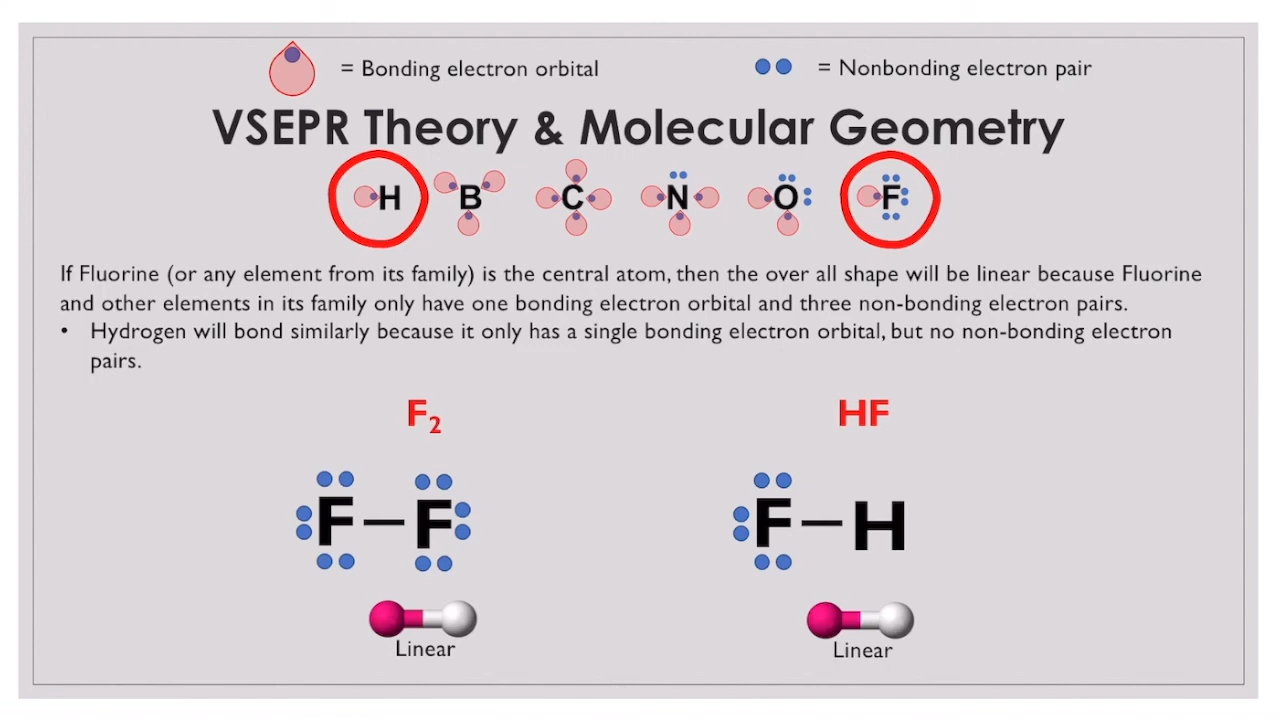 = Bonding electron orbital
= Nonbonding electron pair
VSEPR Theory & Molecular Geometry
H B C N O F
If Fluorine (or any element from its family) is the central atom, then the over all shape will be linear because Fluorine
and other elements in its family only have one bonding electron orbital and three non-bonding electron pairs.
• Hydrogen will bond similarly because it only has a single bonding electron orbital, but no non-bonding electron
pairs.
F₂
HF
F—F
F—H
Linear
Linear